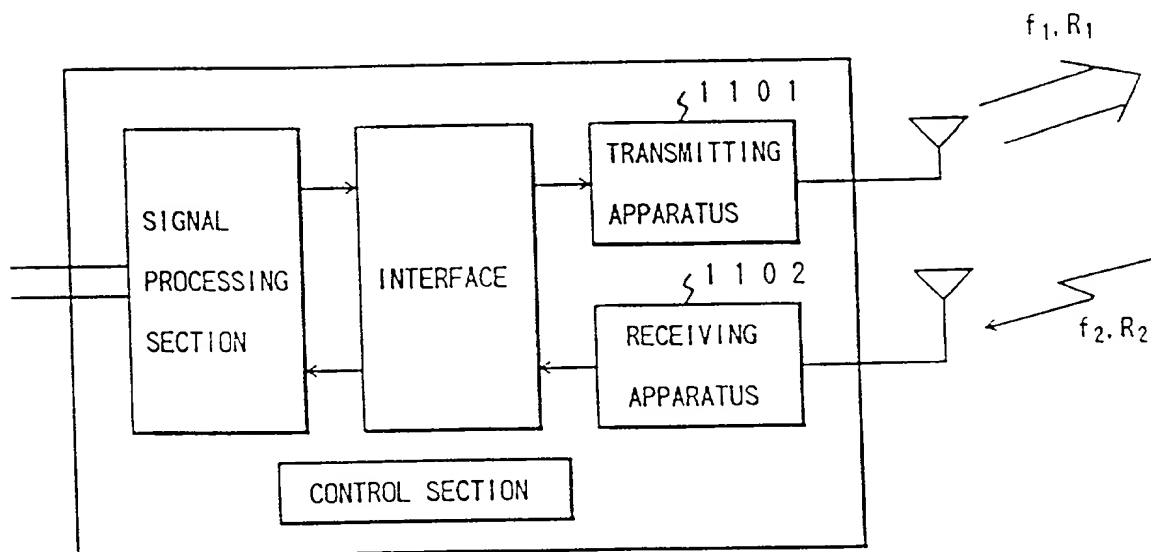 f₁, R₁
1101
TRANSMITTING
APPARATUS
SIGNAL
PROCESSING
SECTION
INTERFACE
1102
RECEIVING
APPARATUS
f₂, R₂
CONTROL SECTION